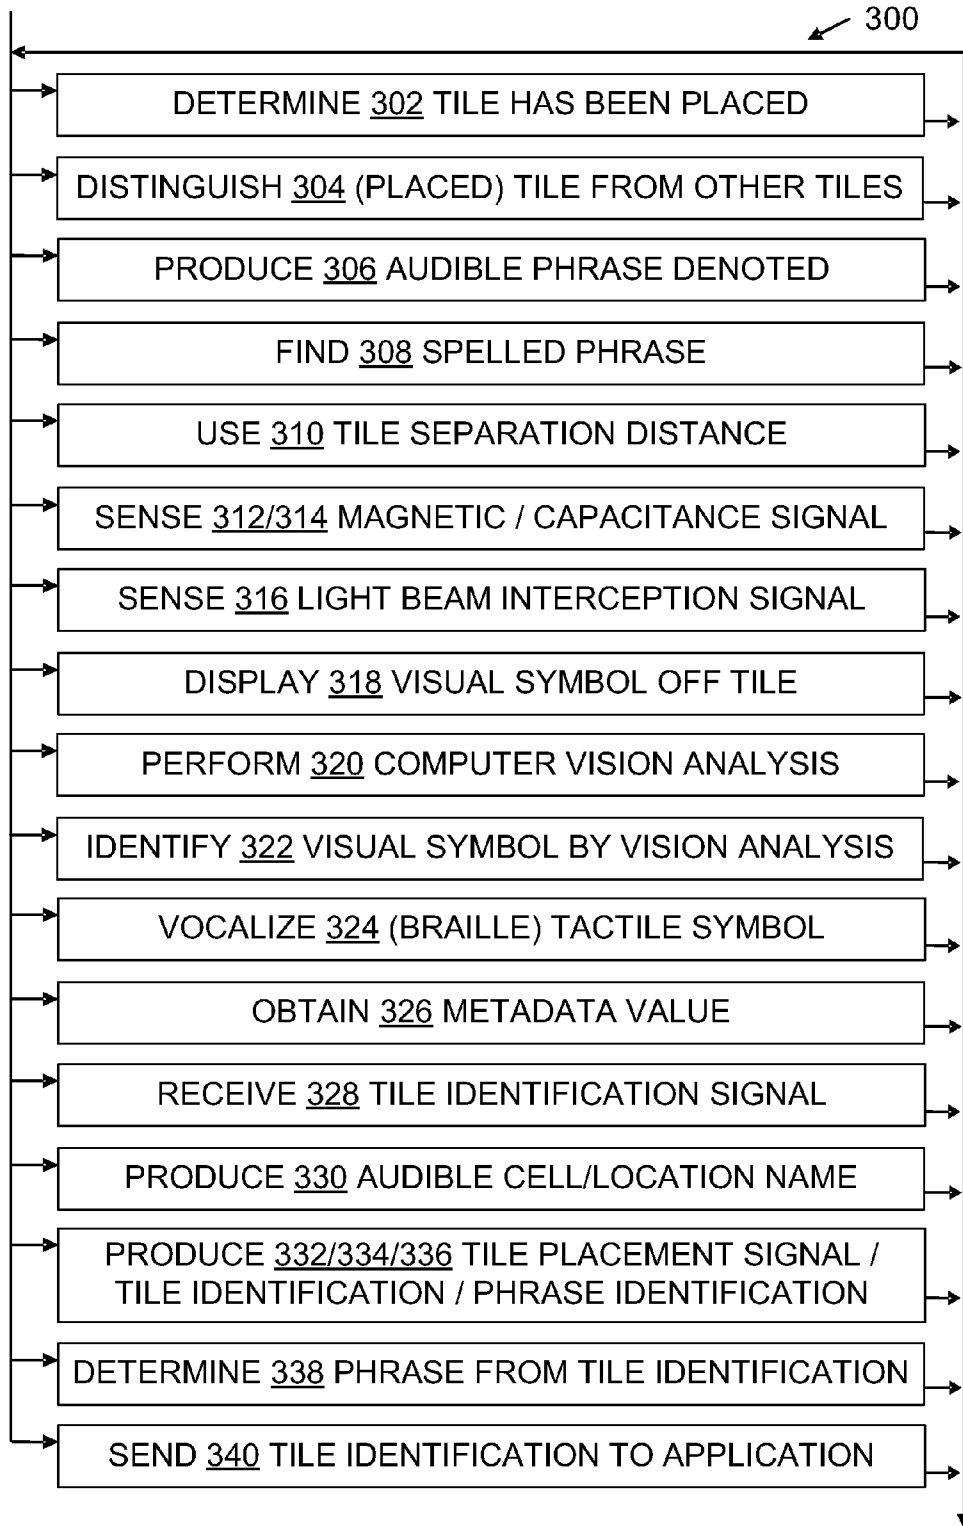 300
DETERMINE 302 TILE HAS BEEN PLACED
DISTINGUISH 304 (PLACED) TILE FROM OTHER TILES
PRODUCE 306 AUDIBLE PHRASE DENOTED
FIND 308 SPELLED PHRASE
USE 310 TILE SEPARATION DISTANCE
SENSE 312/314 MAGNETIC / CAPACITANCE SIGNAL
SENSE 316 LIGHT BEAM INTERCEPTION SIGNAL
DISPLAY 318 VISUAL SYMBOL OFF TILE
PERFORM 320 COMPUTER VISION ANALYSIS
IDENTIFY 322 VISUAL SYMBOL BY VISION ANALYSIS
VOCALIZE 324 (BRAILLE) TACTILE SYMBOL
OBTAIN 326 METADATA VALUE
RECEIVE 328 TILE IDENTIFICATION SIGNAL
PRODUCE 330 AUDIBLE CELL/LOCATION NAME
PRODUCE 332/334/336 TILE PLACEMENT SIGNAL /
TILE IDENTIFICATION / PHRASE IDENTIFICATION
DETERMINE 338 PHRASE FROM TILE IDENTIFICATION
SEND 340 TILE IDENTIFICATION TO APPLICATION